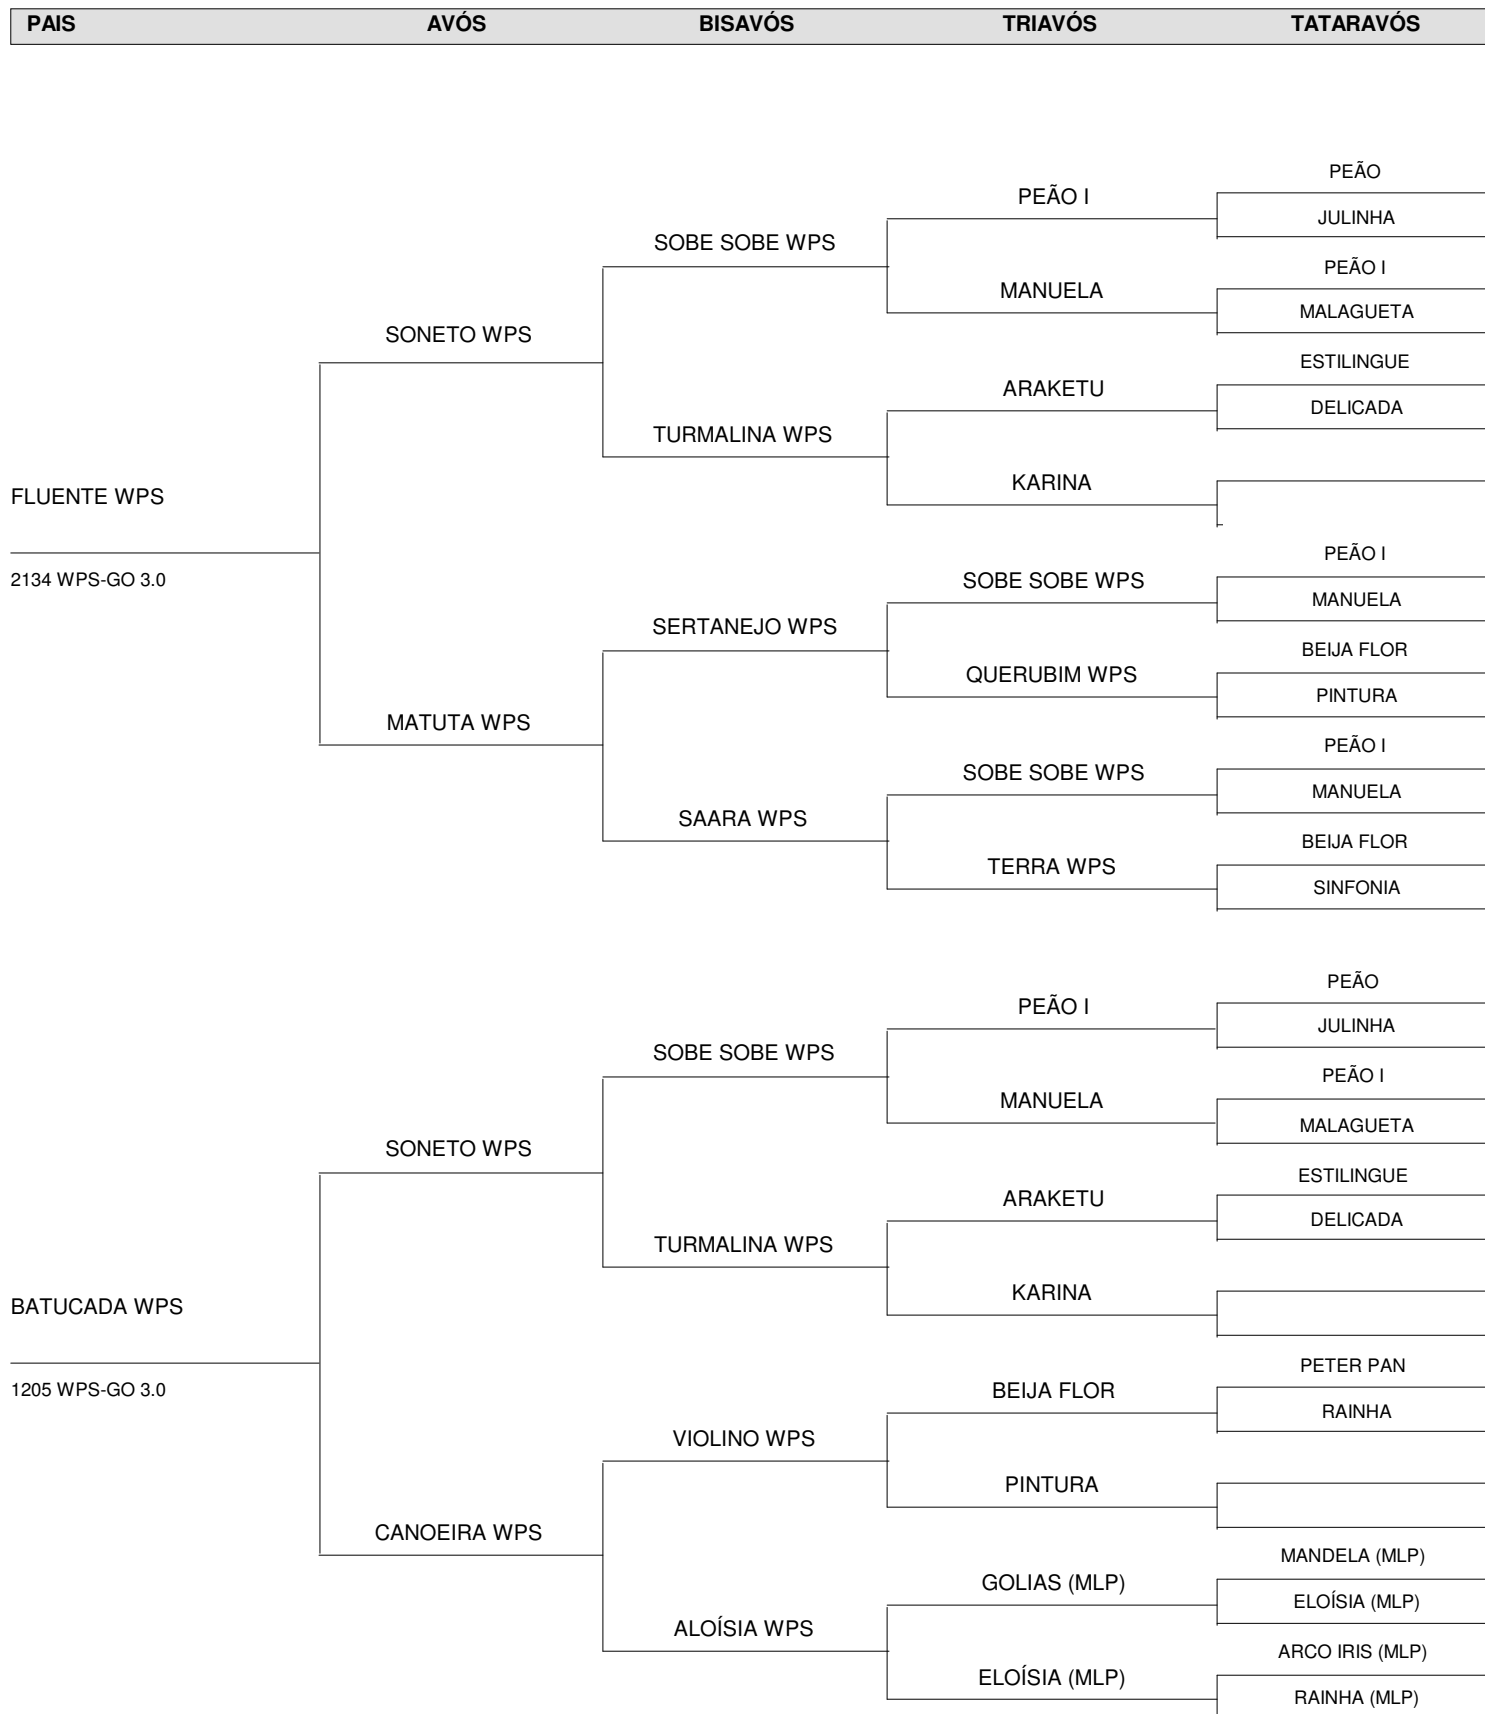 PAIS AVÓS BISAVÓS TRIAVÓS TATARAVÓS
PEÃO
PEÃO I
JULINHA
SOBE SOBE WPS
PEÃO I
MANUELA
MALAGUETA
SONETO WPS
ESTILINGUE
ARAKETU
DELICADA
TURMALINA WPS
KARINA
FLUENTE WPS
PEÃO I
2134 WPS-GO 3.0
SOBE SOBE WPS
MANUELA
SERTANEJO WPS
BEIJA FLOR
QUERUBIM WPS
PINTURA
MATUTA WPS
PEÃO I
SOBE SOBE WPS
MANUELA
SAARA WPS
BEIJA FLOR
TERRA WPS
SINFONIA
PEÃO
PEÃO I
JULINHA
SOBE SOBE WPS
PEÃO I
MANUELA
MALAGUETA
SONETO WPS
ESTILINGUE
ARAKETU
DELICADA
TURMALINA WPS
KARINA
BATUCADA WPS
PETER PAN
1205 WPS-GO 3.0
BEIJA FLOR
RAINHA
VIOLINO WPS
PINTURA
CANOEIRA WPS
MANDELA (MLP)
GOLIAS (MLP)
ELOÍSIA (MLP)
ALOÍSIA WPS
ARCO IRIS (MLP)
ELOÍSIA (MLP)
RAINHA (MLP)